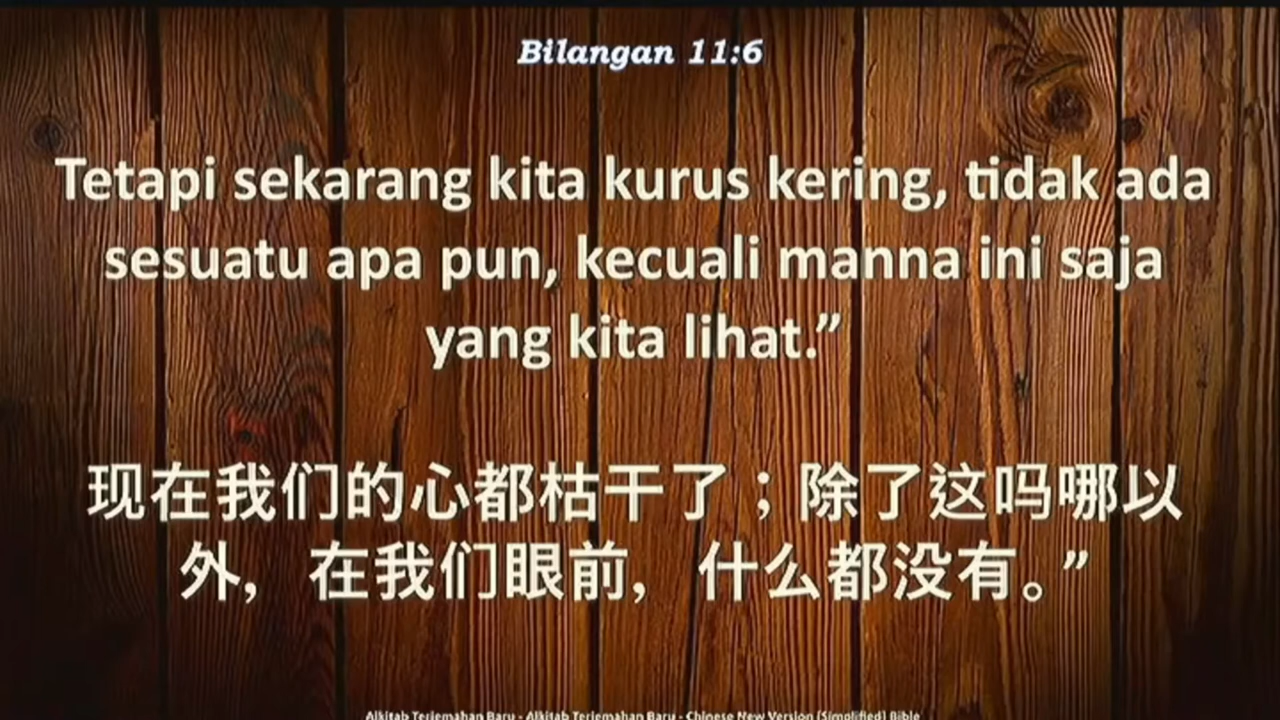 Bilangan 11:6
Tetapi sekarang kita kurus kering, tidak ada
sesuatu apa pun, kecuali manna ini saja
yang kita lihat.”
现在我们的心都枯干了；除了这吗哪以
外，在我们眼前，什么都没有。”
Alkitab Terjemahan Baru - Alkitab Terjemahan Baru - Chinese New Version (Simplified) Bible